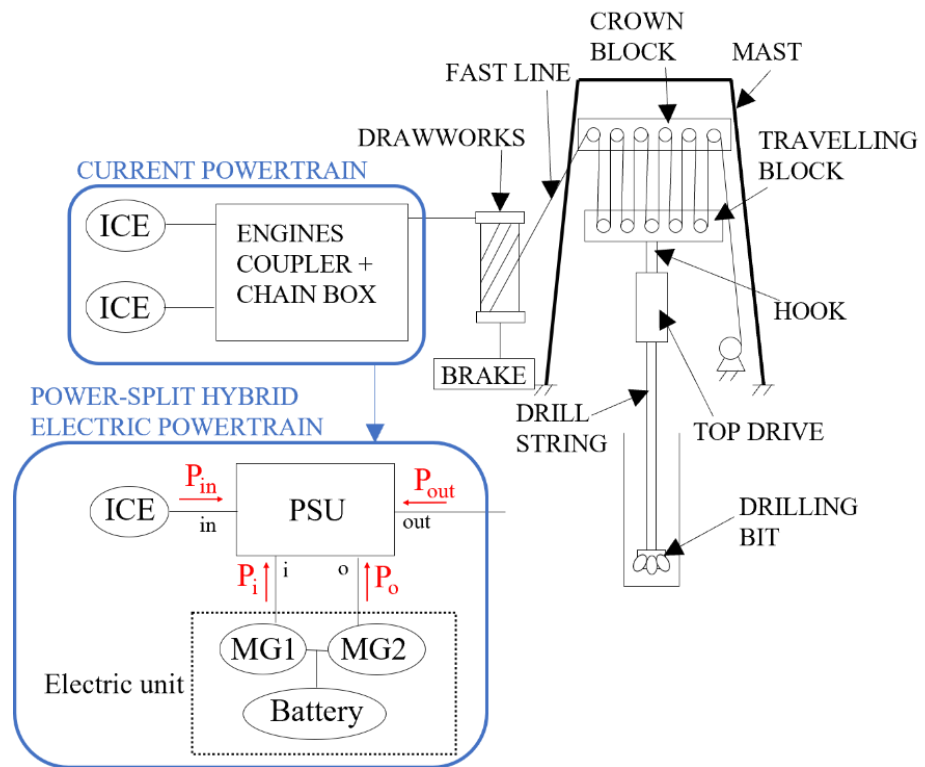 CROWN
BLOCK
MAST
FAST LINE
DRAWWORKS
TRAVELLING
BLOCK
CURRENT POWERTRAIN
ICE
ENGINES
COUPLER +
CHAIN BOX
ICE
HOOK
BRAKE
POWER-SPLIT HYBRID
ELECTRIC POWERTRAIN
DRILL
STRING
TOP DRIVE
Pin
Pout
ICE
PSU
in
out
DRILLING
BIT
Pi
i
o
Po
MG1
MG2
Electric unit
Battery